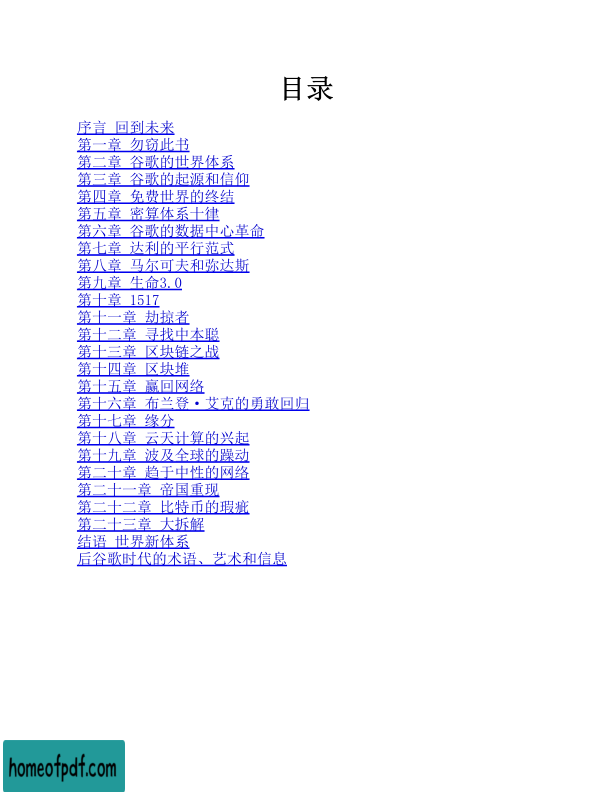 目录
序言 回到未来
第一章 勿窃此书
第二章 谷歌的世界体系
第三章 谷歌的起源和信仰
第四章 免费世界的终结
第五章 密算体系十律
第六章 谷歌的数据中心革命
第七章 达利的平行范式
第八章 马尔可夫和弥达斯
第九章 生命3.0
第十章 1517
第十一章 劫掠者
第十二章 寻找中本聪
第十三章 区块链之战
第十四章 区块堆
第十五章 赢回网络
第十六章 布兰登·艾克的勇敢回归
第十七章 缘分
第十八章 云天计算的兴起
第十九章 波及全球的躁动
第二十章 趋于中性的网络
第二十一章 帝国重现
第二十二章 比特币的瑕疵
第二十三章 大拆解
结语 世界新体系
后谷歌时代的术语、艺术和信息
homeofpdf.com